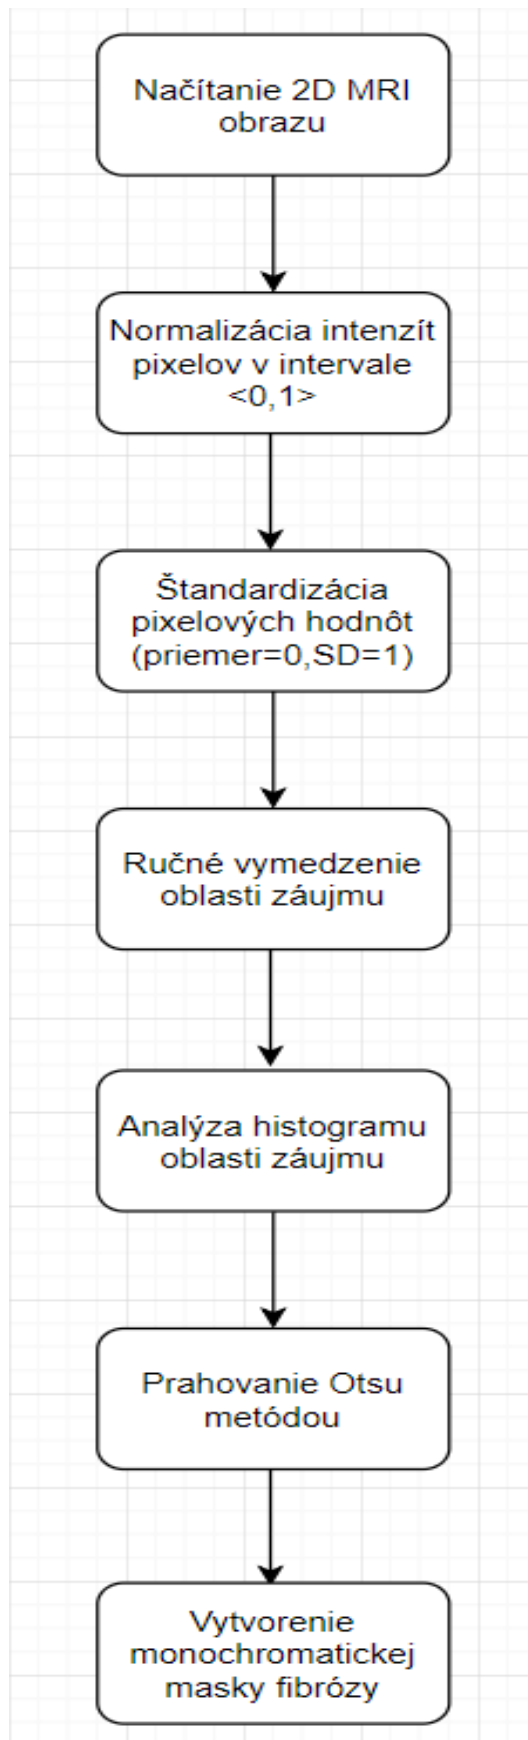 Načítanie 2D MRI
obrazu
Normalizácia intenzít
pixelov v intervale
<0,1>
Štandardizácia
pixelových hodnôt
(priemer=0,SD=1)
Ručné vymedzenie
oblasti záujmu
Analýza histogramu
oblasti záujmu
Prahovanie Otsu
metódou
Vytvorenie
monochromatickej
masky fibrózy